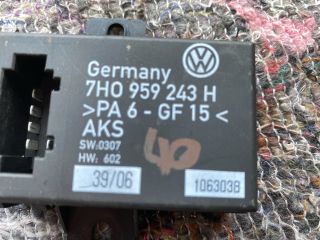 Germany
7H0 959 243 H
>PA 6 - GF 15<
AKS
SW:0307
HW: 602
40
39/06 1063038